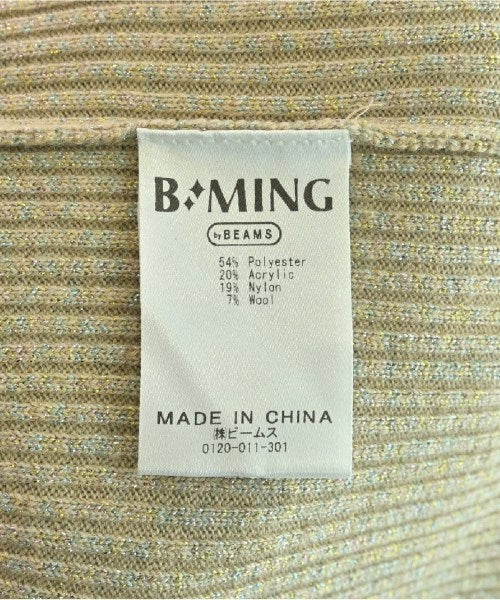 B MING
by BEAMS
54% Polyester
20% Acrylic
19% Nylon
7% Wool
MADE IN CHINA
㈱ビームス
0120-011-301